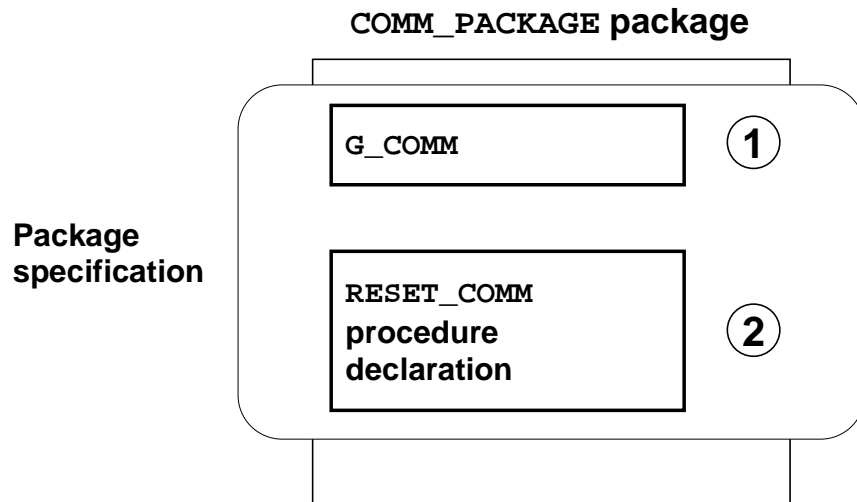 COMM_PACKAGE package
G_COMM
1
Package
specification
RESET_COMM
procedure
declaration
2